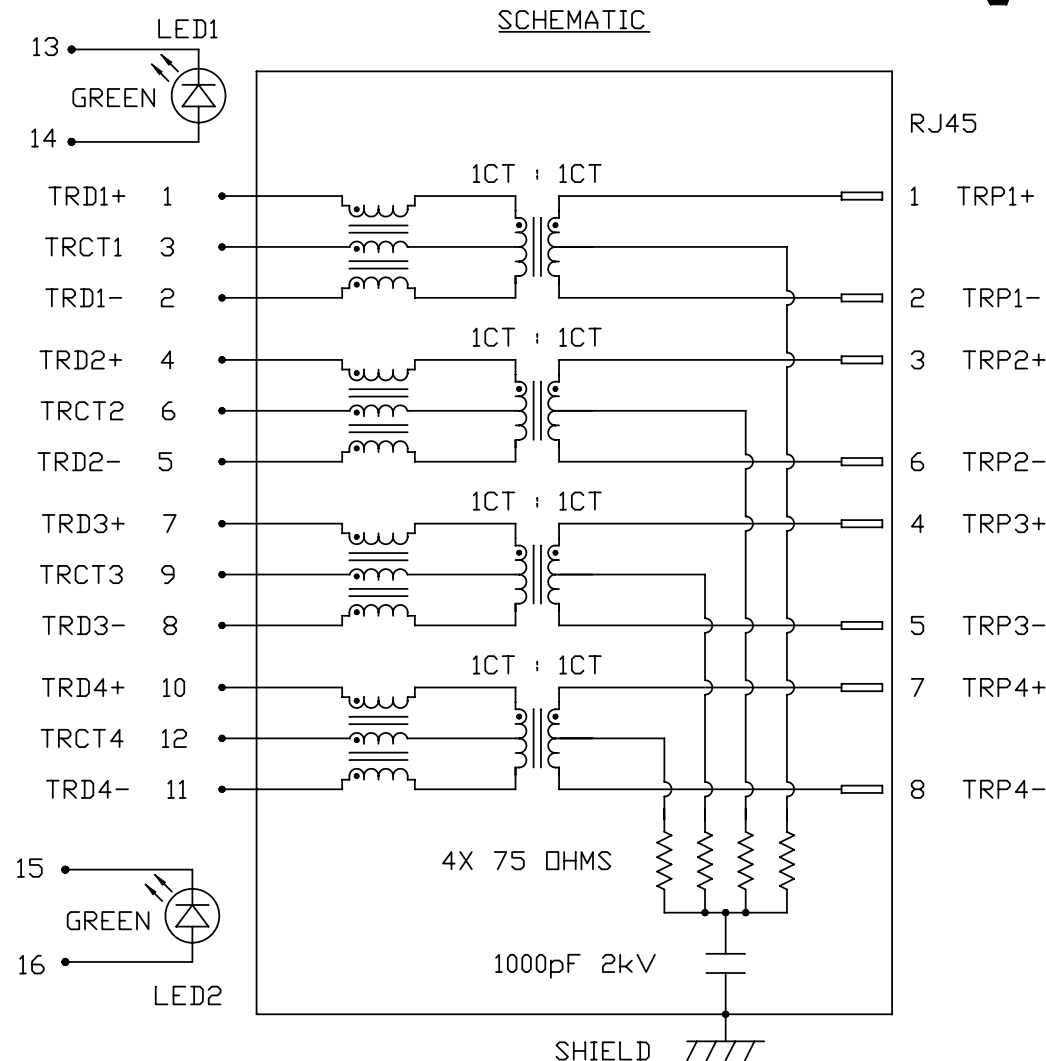 SCHEMATIC
LED1
13
GREEN
14
RJ45
1CT : 1CT
TRD1+ 1
1 TRP1+
TRCT1 3
TRD1- 2
2 TRP1-
1CT : 1CT
TRD2+ 4
3 TRP2+
TRCT2 6
TRD2- 5
6 TRP2-
1CT : 1CT
TRD3+ 7
4 TRP3+
TRCT3 9
TRD3- 8
5 TRP3-
1CT : 1CT
TRD4+ 10
7 TRP4+
TRCT4 12
TRD4- 11
8 TRP4-
4X 75 OHMS
15
GREEN
16
LED2
1000pF 2kV
SHIELD